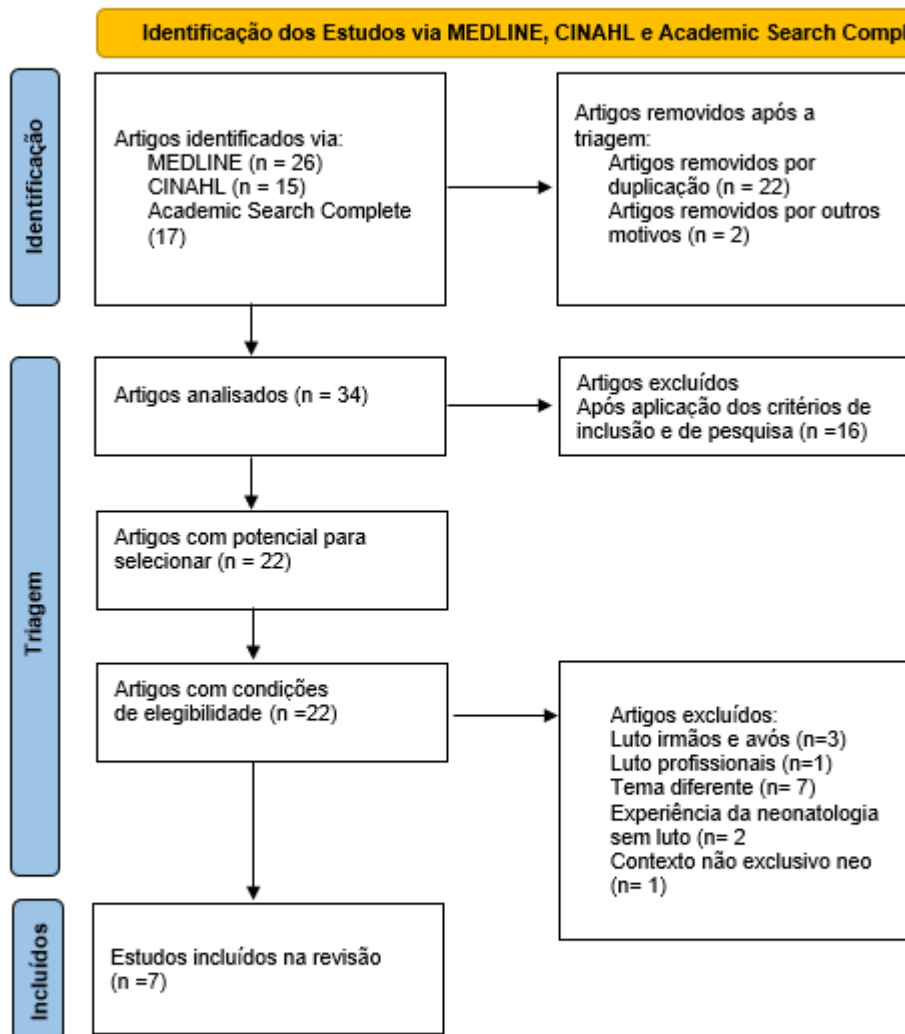 Identificação dos Estudos via MEDLINE, CINAHL e Academic Search
Identificação
Artigos identificados via:
MEDLINE (n = 26)
CINAHL (n = 15)
Academic Search Complete
(17)
Artigos removidos após a
triagem:
Artigos removidos por
duplicação (n = 22)
Artigos removidos por outros
motivos (n = 2)
Triagem
Artigos analisados (n = 34)
Artigos excluídos
Após aplicação dos critérios de
inclusão e de pesquisa (n =16)
Artigos com potencial para
selecionar (n = 22)
Artigos com condições
de elegibilidade (n =22)
Artigos excluídos:
Luto irmãos e avós (n=3)
Luto profissionais (n=1)
Tema diferente (n= 7)
Experiência da neonatologia
sem luto (n= 2
Contexto não exclusivo neo
(n= 1)
Incluídos
Estudos incluídos na revisão
(n =7)